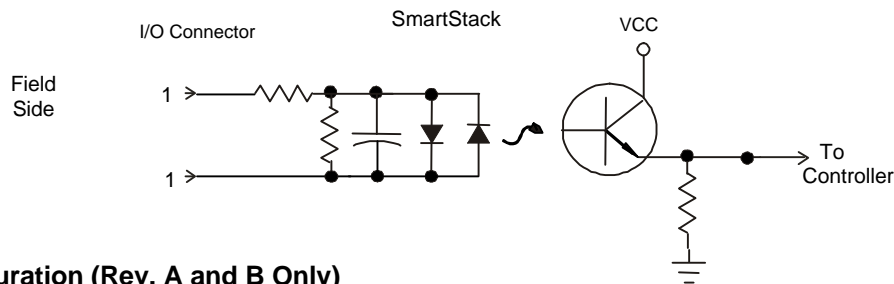 SmartStack
I/O Connector
VCC
Field
Side
1
1
To
Controller
uration (Rev. A and B Only)